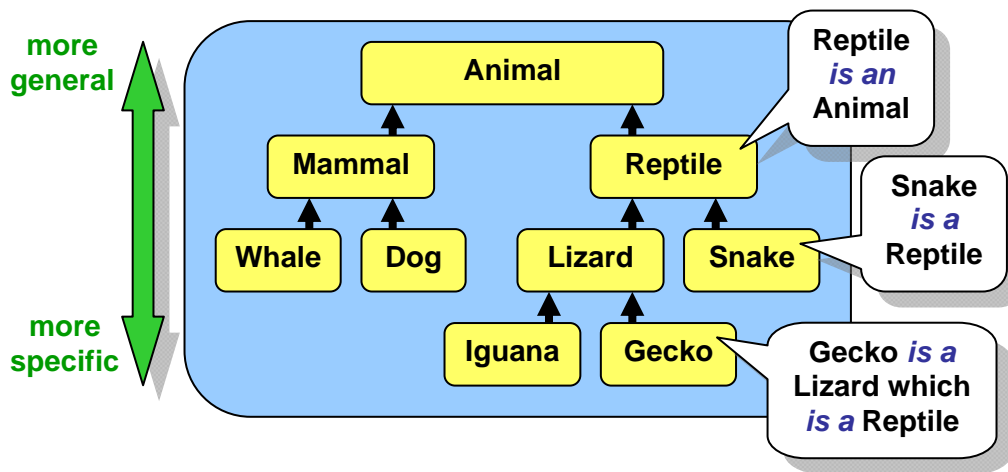 more
general
Animal
Reptile
is an
Animal
Mammal
Reptile
Snake
is a
Reptile
Whale
Dog
Lizard
Snake
more
specific
Iguana
Gecko
Gecko is a
Lizard which
is a Reptile